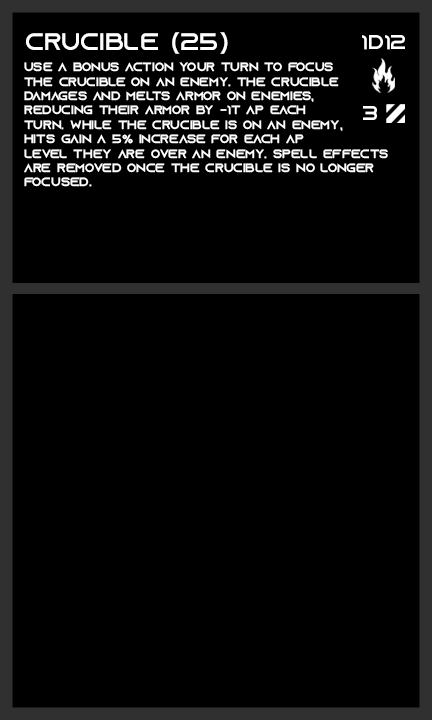 CRUCIBLE (25)
1D12
USE A BONUS ACTION YOUR TURN TO FOCUS
THE CRUCIBLE ON AN ENEMY. THE CRUCIBLE
DAMAGES AND MELTS ARMOR ON ENEMIES,
REDUCING THEIR ARMOR BY -1T AP EACH
TURN. WHILE THE CRUCIBLE IS ON AN ENEMY,
HITS GAIN A 5% INCREASE FOR EACH AP
LEVEL THEY ARE OVER AN ENEMY. SPELL EFFECTS
ARE REMOVED ONCE THE CRUCIBLE IS NO LONGER
FOCUSED.
3